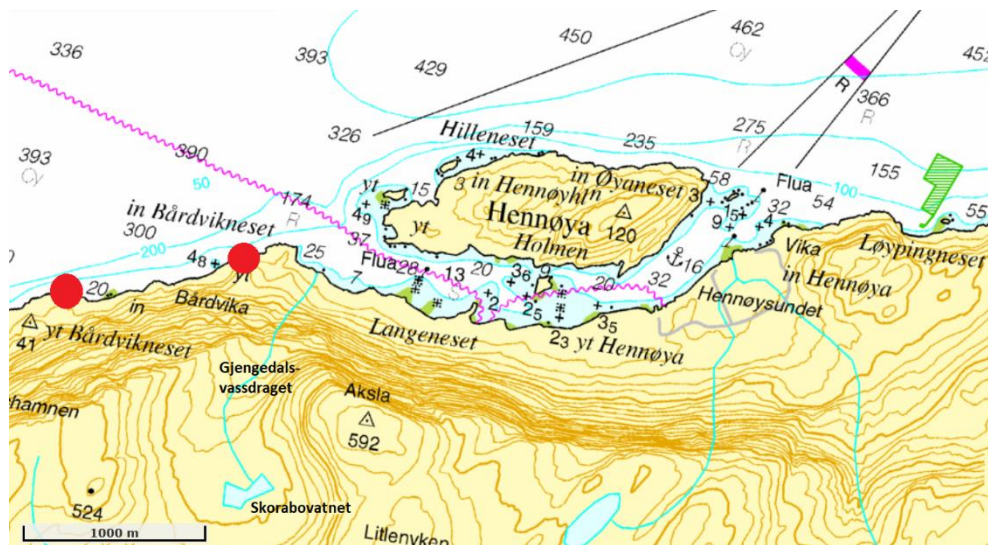 336
393
450
462
Qy
452
429
R
366
R
326
Hilleneset
159
235
275
R
393
Qy
390
4
155
50
174
R
yt
15
3
in Hennøyhln
in Øyaneset
3
58
Flua
100
in Bårdvikneset
49
Hennøya
9
15
32
4
54
55
300
37
yt
Holmen
120
Vika
Løypingneset
200
48
yt
25
Flua
28
13
20
36
9
20
32
16
in Hennøya
20
in
Bårdvika
7
S
2
25
Hennøysundet
yt Bårdvikneset
Langeneset
35
23
yt Hennøya
41
Gjengedals-
vassdraget
Aksla
hamnen
592
524
Skorabovatnet
1000 m
Litlenyken